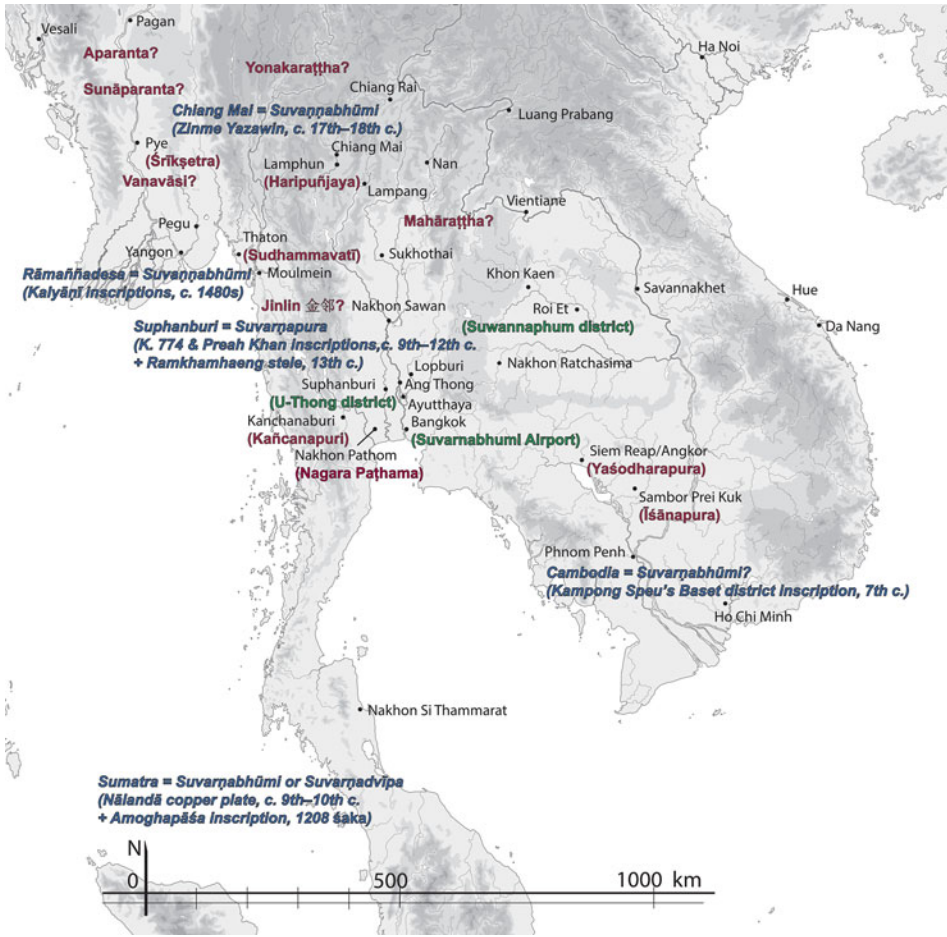 Pagan
Vesali
Aparanta?
Ha Noi
Yonakaraṭṭha?
Sunāparanta?
Chiang Rai
Chiang Mai = Suvaṇṇabhūmi
(Zinme Yazawin, c. 17th–18th c.)
Luang Prabang
Pye
Chiang Mai
(Śrīkṣetra)
Lamphun
Nan
Vanavāsi?
(Haripuñjaya)
Lampang
Vientiane
Mahāraṭṭha?
Pegu
Thaton
Yangon
(Sudhammavatī)
Sukhothai
Rāmaññadesa = Suvaṇṇabhūmi
(Kalyāṇī inscriptions, c. 1480s)
Moulmein
Khon Kaen
Savannakhet
Hue
Jinlin 金邻?
Nakhon Sawan
Roi Et
(Suwannaphum district)
Da Nang
Suphanburi = Suvarṇapura
(K. 774 & Preah Khan inscriptions,c. 9th–12th c.
+ Ramkhamhaeng stele, 13th c.)
Nakhon Ratchasima
Lopburi
Suphanburi
Ang Thong
(U-Thong district)
Ayutthaya
Kanchanaburi
Bangkok
(Kañcanapuri)
(Suvarnabhumi Airport)
Nakhon Pathom
(Nagara Paṭhama)
Siem Reap/Angkor
(Yaśodharapura)
Sambor Prei Kuk
(Īśānapura)
Phnom Penh
Cambodia = Suvarṇabhūmi?
(Kampong Speu's Baset district inscription, 7th c.)
Ho Chi Minh
Nakhon Si Thammarat
Sumatra = Suvarṇabhūmi or Suvarṇadvīpa
(Nālandā copper plate, c. 9th–10th c.
+ Amoghapāśa inscription, 1208 śaka)
N
0 500 1000 km